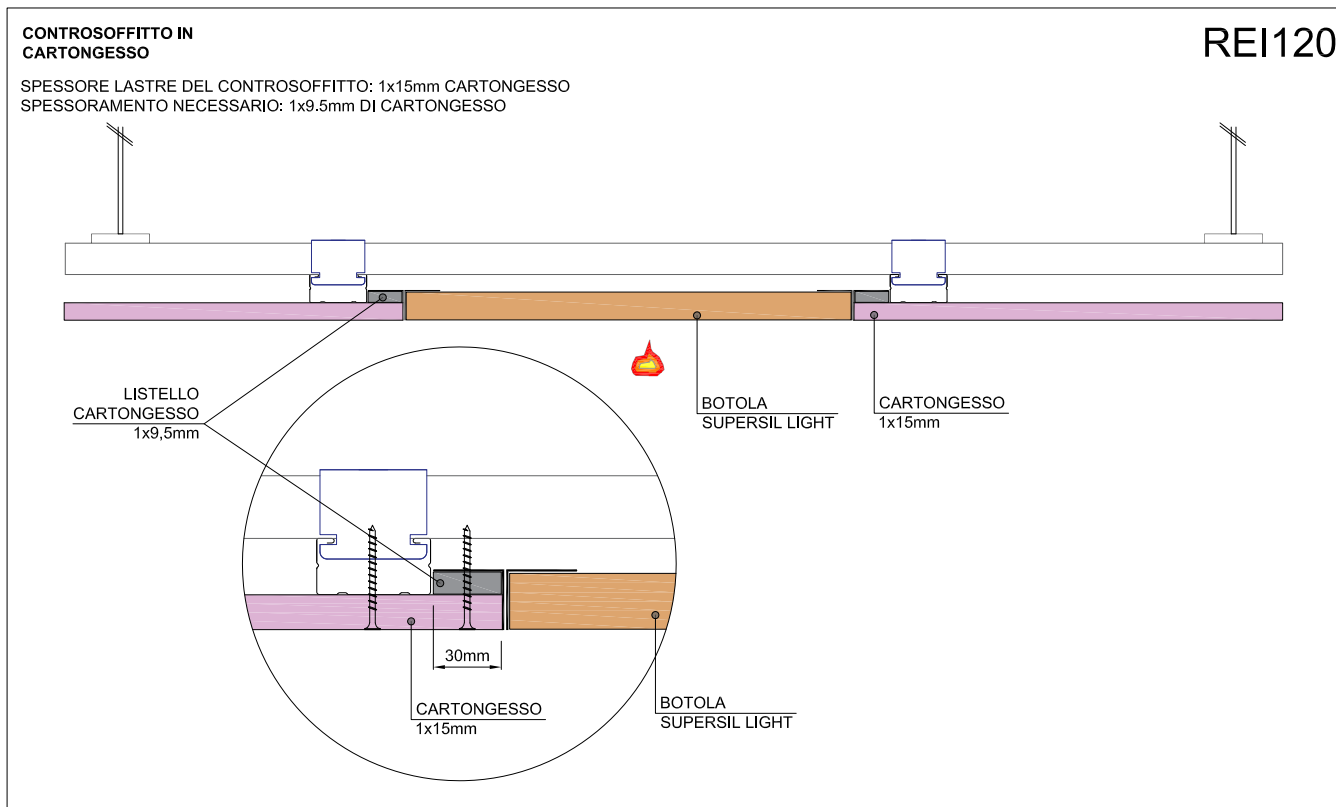 CONTROSOFFITTO IN
CARTONGESSO
REI120
SPESSORE LASTRE DEL CONTROSOFFITTO: 1x15mm CARTONGESSO
SPESSORAMENTO NECESSARIO: 1x9.5mm DI CARTONGESSO
LISTELLO
CARTONGESSO
1x9,5mm
BOTOLA
SUPERSIL LIGHT
CARTONGESSO
1x15mm
30mm
CARTONGESSO
1x15mm
BOTOLA
SUPERSIL LIGHT